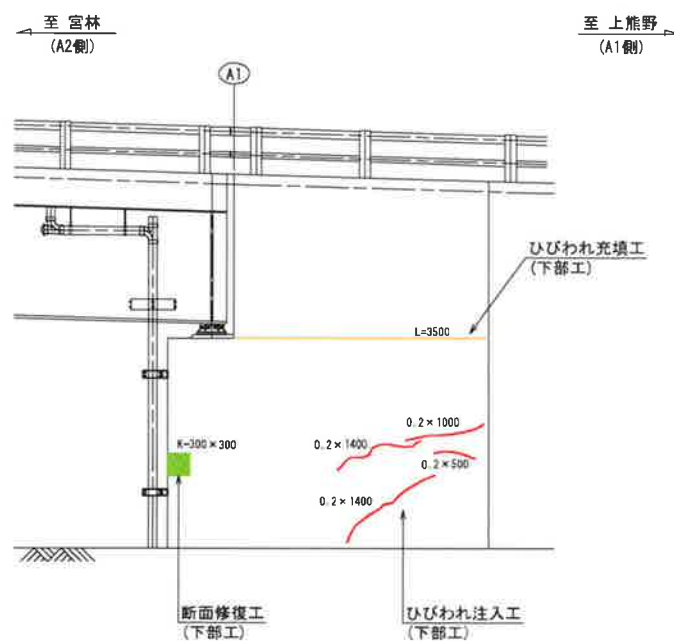 至 宮林
(A2側)
至 上熊野
(A1側)
A1
ひびわれ充填工
(下部工)
L=3500
0.2×1000
K-300×300
0.2×1400
0.2×500
0.2×1400
断面修復工
(下部工)
ひびわれ注入工
(下部工)